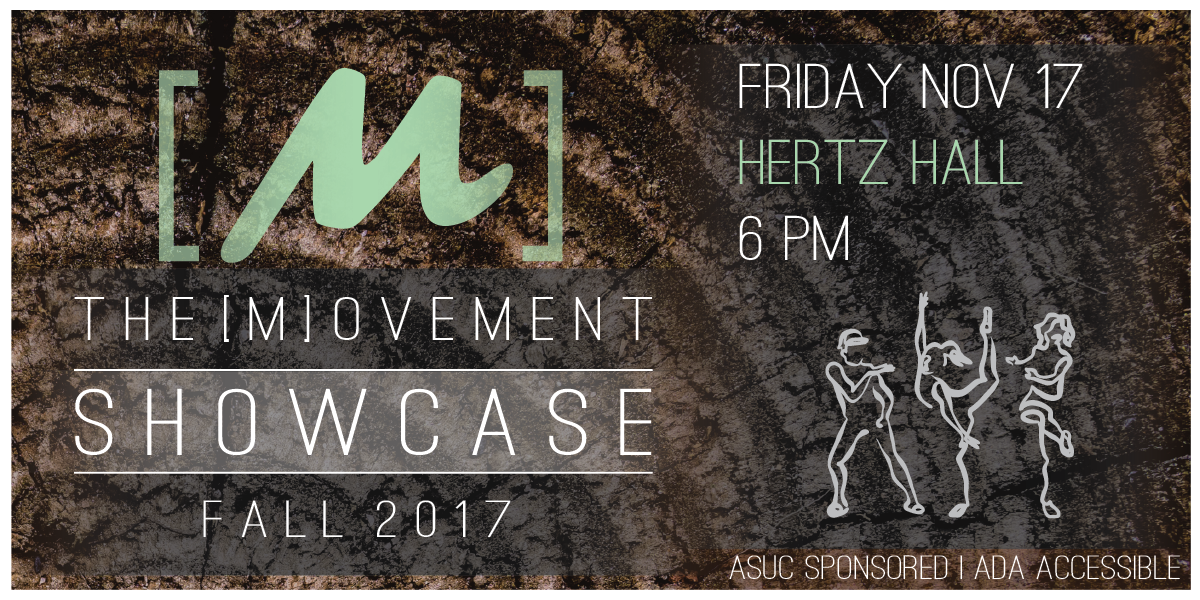 [M]
THE [M]OVEMENT
SHOWCASE
FALL 2017
FRIDAY NOV 17
HERTZ HALL
6 PM
ASUC SPONSORED | ADA ACCESSIBLE